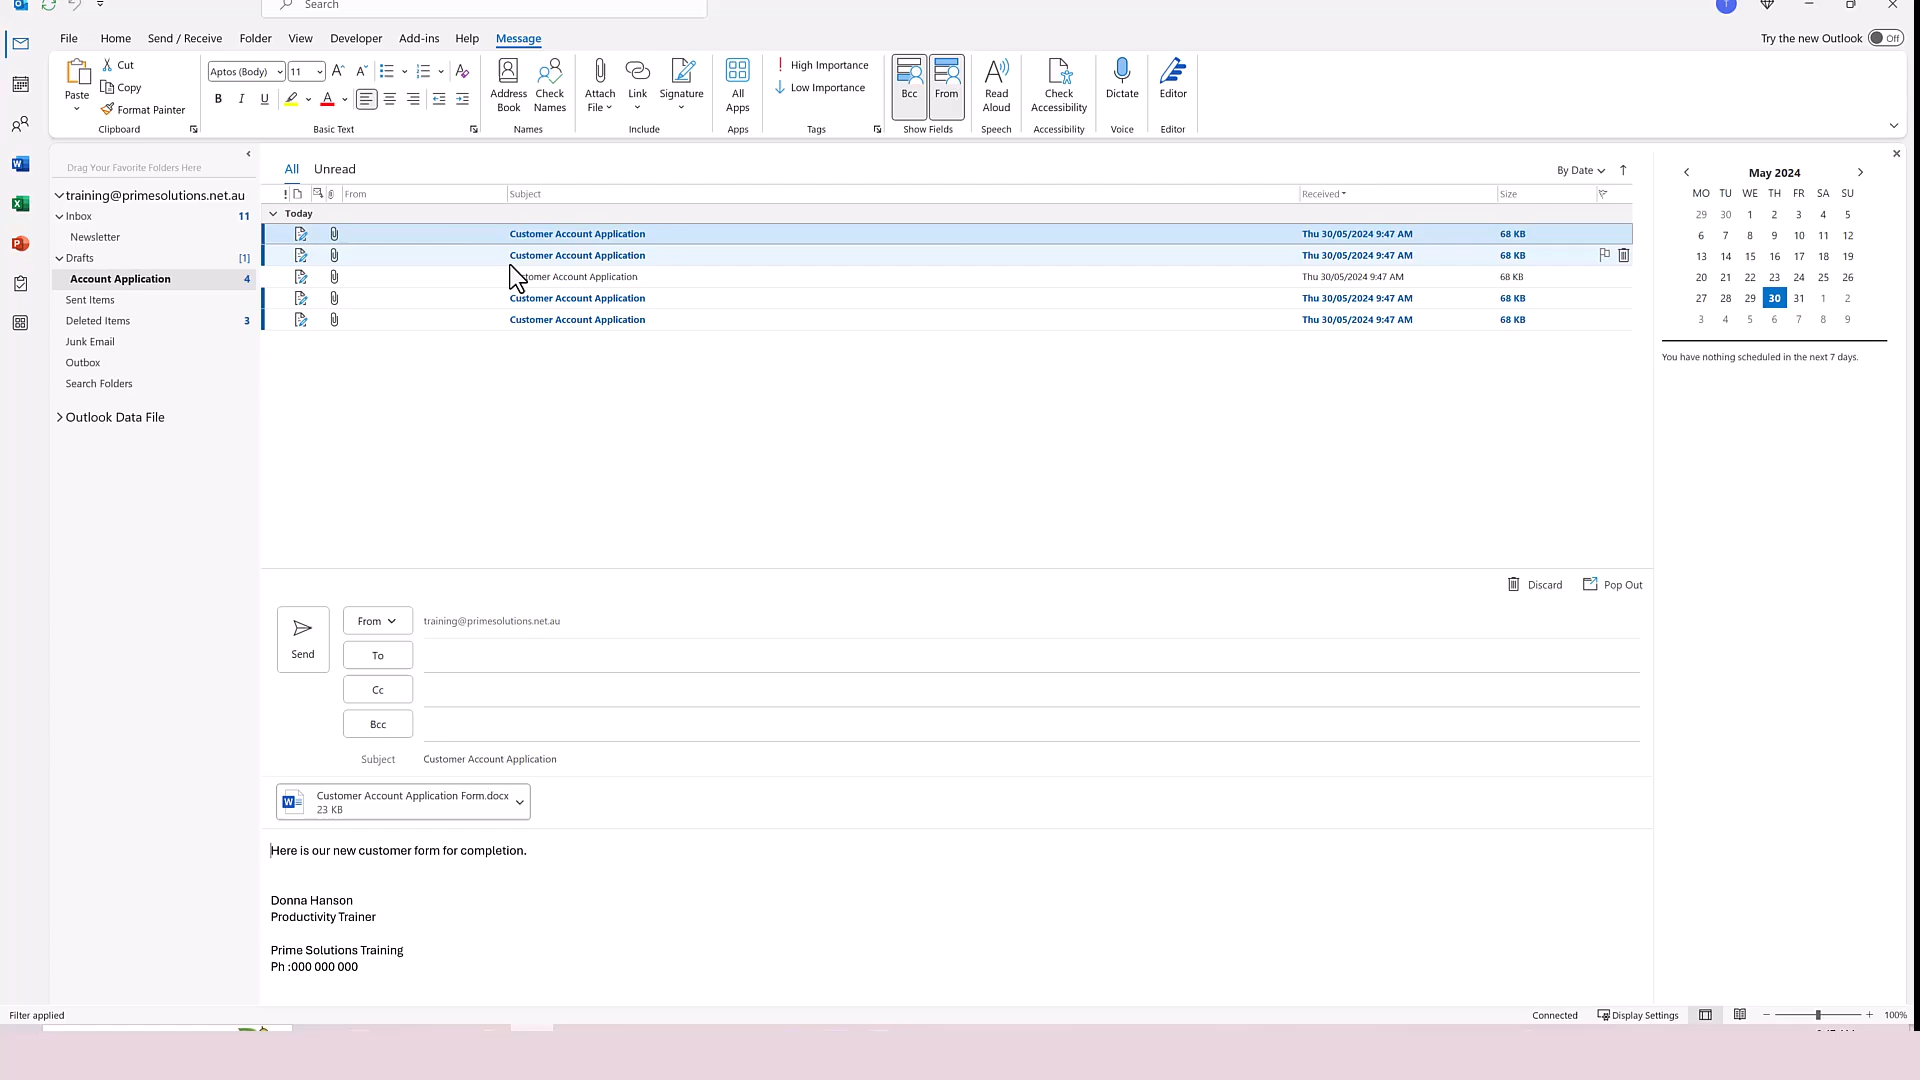 Search
T
File Home Send / Receive Folder View Developer Add-ins Help Message
Try the new Outlook Off
Paste
Cut
Copy
Format Painter
Clipboard
Aptos (Body) 11
B I U A
Basic Text
Address Book
Check Names
Names
Attach File
Link
Signature
Include
All Apps
Apps
High Importance
Low Importance
Tags
Bcc
From
Show Fields
Read Aloud
Speech
Check Accessibility
Accessibility
Dictate
Voice
Editor
Editor
Drag Your Favorite Folders Here
training@primesolutions.net.au
Inbox 11
Newsletter
Drafts [1]
Account Application 4
Sent Items
Deleted Items 3
Junk Email
Outbox
Search Folders
Outlook Data File
All Unread
By Date
From Subject Received Size
Today
Customer Account Application Thu 30/05/2024 9:47 AM 68 KB
Customer Account Application Thu 30/05/2024 9:47 AM 68 KB
tomer Account Application Thu 30/05/2024 9:47 AM 68 KB
Customer Account Application Thu 30/05/2024 9:47 AM 68 KB
Customer Account Application Thu 30/05/2024 9:47 AM 68 KB
May 2024
MO TU WE TH FR SA SU
29 30 1 2 3 4 5
6 7 8 9 10 11 12
13 14 15 16 17 18 19
20 21 22 23 24 25 26
27 28 29 30 31 1 2
3 4 5 6 7 8 9
You have nothing scheduled in the next 7 days.
Discard Pop Out
Send
From training@primesolutions.net.au
To
Cc
Bcc
Subject Customer Account Application
Customer Account Application Form.docx
23 KB
Here is our new customer form for completion.
Donna Hanson
Productivity Trainer
Prime Solutions Training
Ph :000 000 000
Filter applied
Connected Display Settings 100%